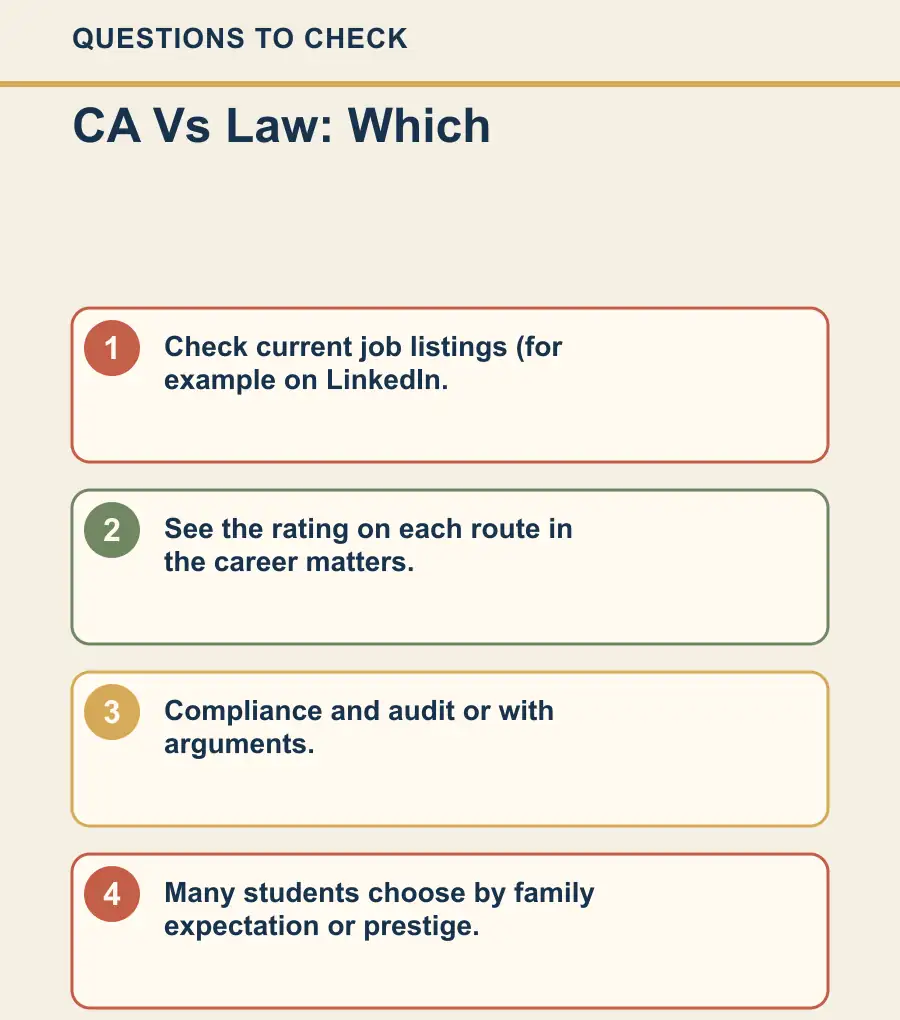 QUESTIONS TO CHECK
CA Vs Law: Which
1
Check current job listings (for
example on LinkedIn.
2
See the rating on each route in
the career matters.
3
Compliance and audit or with
arguments.
4
Many students choose by family
expectation or prestige.